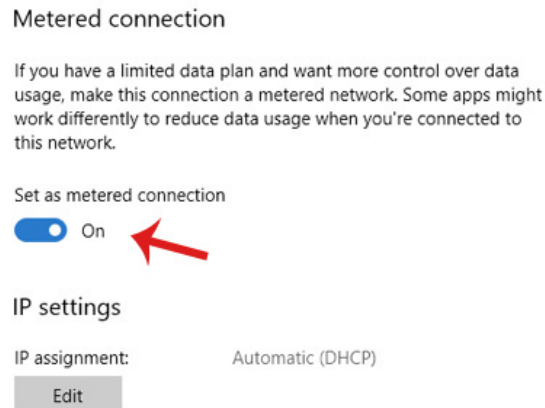 Metered connection
If you have a limited data plan and want more control over data
usage, make this connection a metered network. Some apps might
work differently to reduce data usage when you're connected to
this network.
Set as metered connection
On
IP settings
IP assignment: Automatic (DHCP)
Edit